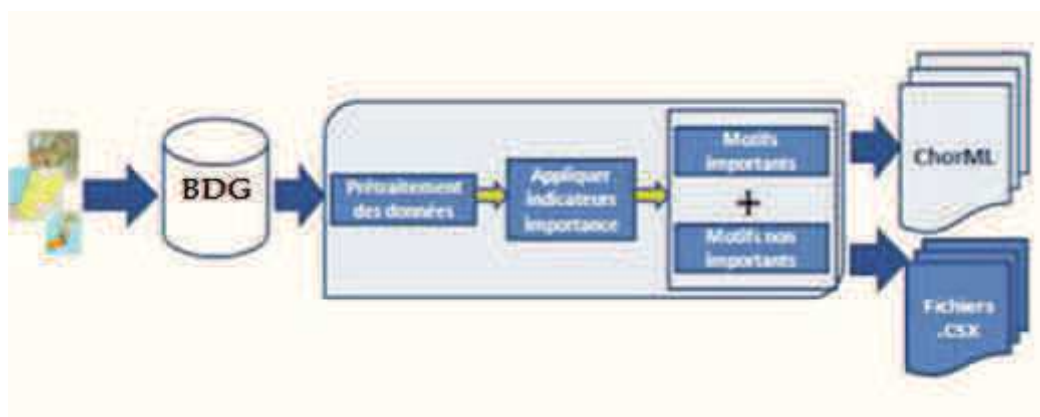 BDG
Prétraitement
des données
Appliquer
indicateurs
importance
Motifs
importants
+
Motifs non
importants
ChorML
Fichiers
.csx